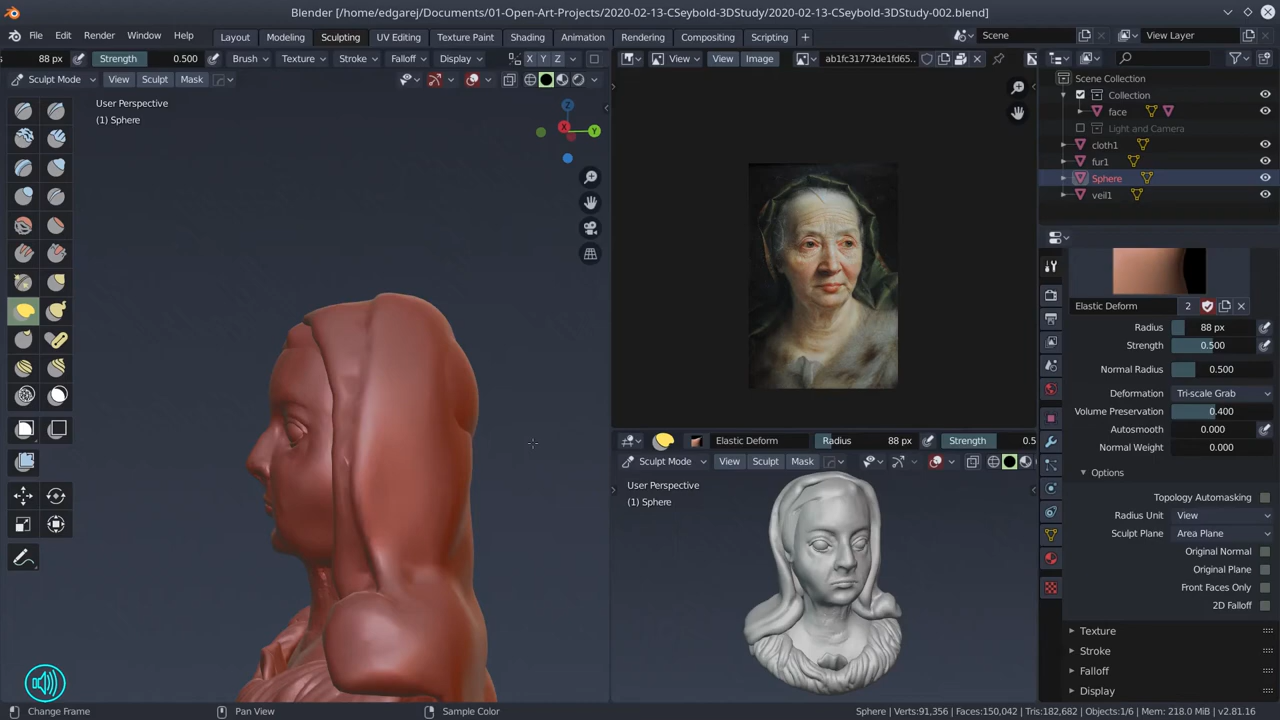 Blender [/home/edgarej/Documents/01-Open-Art-Projects/2020-02-13-CSeybold-3DStudy/2020-02-13-CSeybold-3DStudy-002.blend]
File Edit Render Window Help Layout Modeling Sculpting UV Editing Texture Paint Shading Animation Rendering Compositing Scripting + Scene View Layer
88 px Strength 0.500 Brush Texture Stroke Falloff Display X Y Z View View Image ab1fc31773de1fd65..
Sculpt Mode View Sculpt Mask
Scene Collection
Collection
face
Light and Camera
cloth1
fur1
Sphere
veil1
User Perspective
(1) Sphere
Z
X
Y
Elastic Deform 2
Radius 88 px
Strength 0.500
Normal Radius 0.500
Deformation Tri-scale Grab
Volume Preservation 0.400
Autosmooth 0.000
Normal Weight 0.000
Options
Topology Automasking
Radius Unit View
Sculpt Plane Area Plane
Original Normal
Original Plane
Front Faces Only
2D Falloff
Texture
Stroke
Falloff
Display
Elastic Deform Radius 88 px Strength 0.5
Sculpt Mode View Sculpt Mask
User Perspective
(1) Sphere
Change Frame Pan View Sample Color Sphere | Verts:91,356 | Faces:150,042 | Tris:182,682 | Objects:1/6 | Mem: 218.0 MiB | v2.81.16